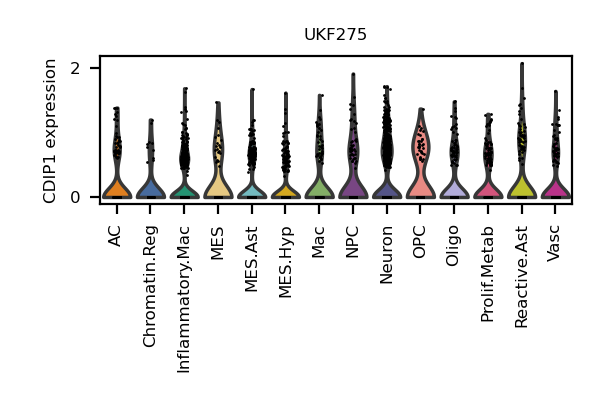 UKF275
CDIP1 expression
2
0
AC
Chromatin.Reg
Inflammatory.Mac
MES
MES.Ast
MES.Hyp
Mac
NPC
Neuron
OPC
Oligo
Prolif.Metab
Reactive.Ast
Vasc